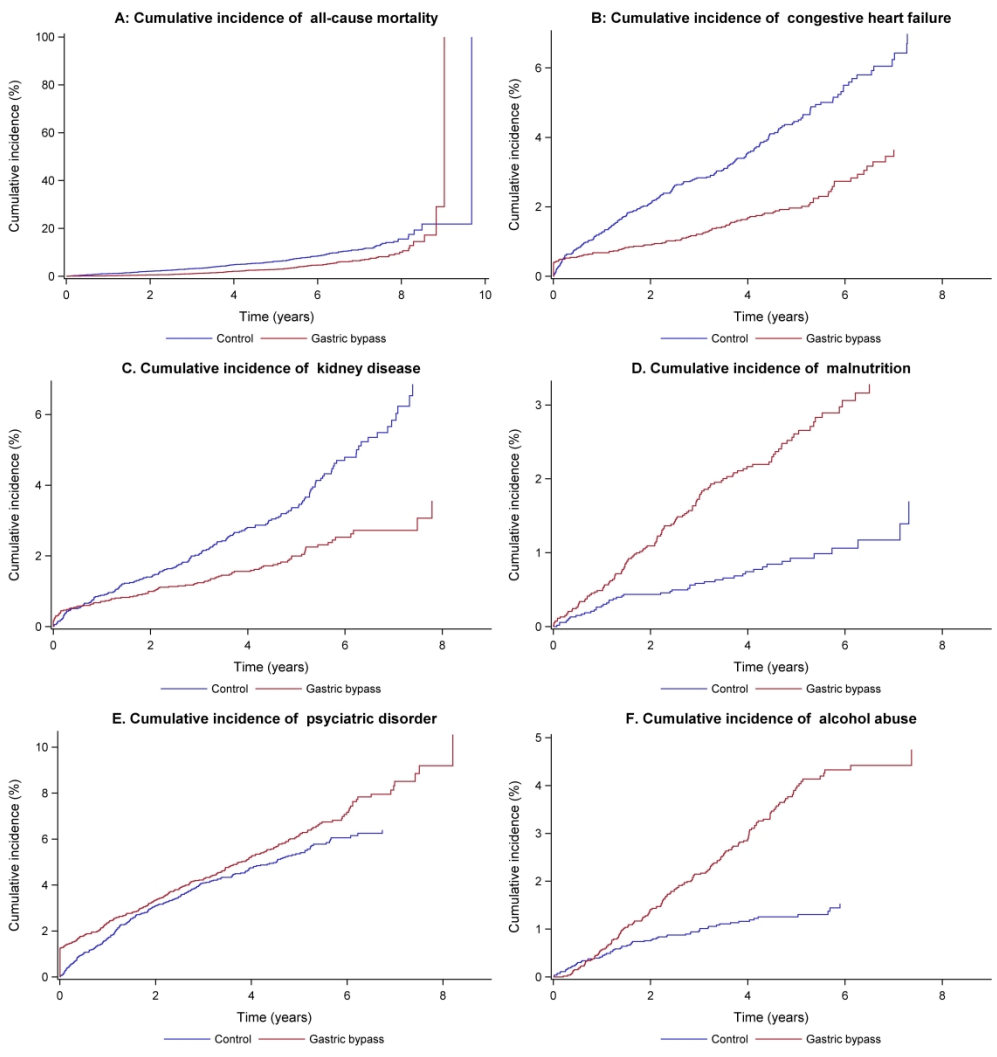 A: Cumulative incidence of all-cause mortality
Cumulative incidence (%)
100
80
60
40
20
0
0 2 4 6 8 10
Time (years)
Control Gastric bypass
B: Cumulative incidence of congestive heart failure
Cumulative incidence (%)
6
4
2
0
0 2 4 6 8
Time (years)
Control Gastric bypass
C. Cumulative incidence of kidney disease
Cumulative incidence (%)
6
4
2
0
0 2 4 6 8
Time (years)
Control Gastric bypass
D. Cumulative incidence of malnutrition
Cumulative incidence (%)
3
2
1
0
0 2 4 6 8
Time (years)
Control Gastric bypass
E. Cumulative incidence of psyciatric disorder
Cumulative incidence (%)
10
8
6
4
2
0
0 2 4 6 8
Time (years)
Control Gastric bypass
F. Cumulative incidence of alcohol abuse
Cumulative incidence (%)
5
4
3
2
1
0
0 2 4 6 8
Time (years)
Control Gastric bypass